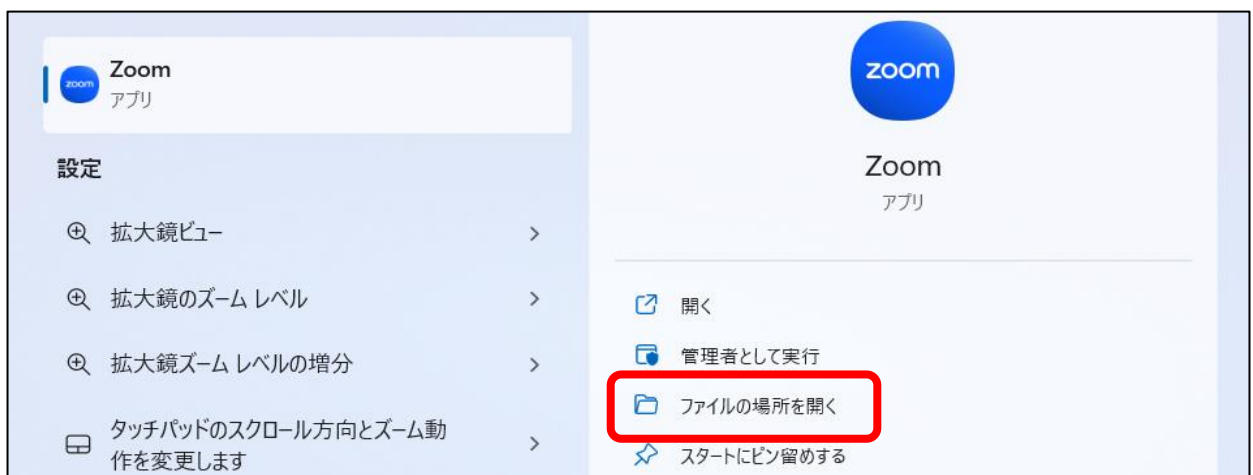 zoom
Zoom
アプリ
設定
拡大鏡ビュー
拡大鏡のズーム レベル
拡大鏡ズーム レベルの増分
タッチパッドのスクロール方向とズーム動
作を変更します
zoom
Zoom
アプリ
開く
管理者として実行
ファイルの場所を開く
スタートにピン留めする